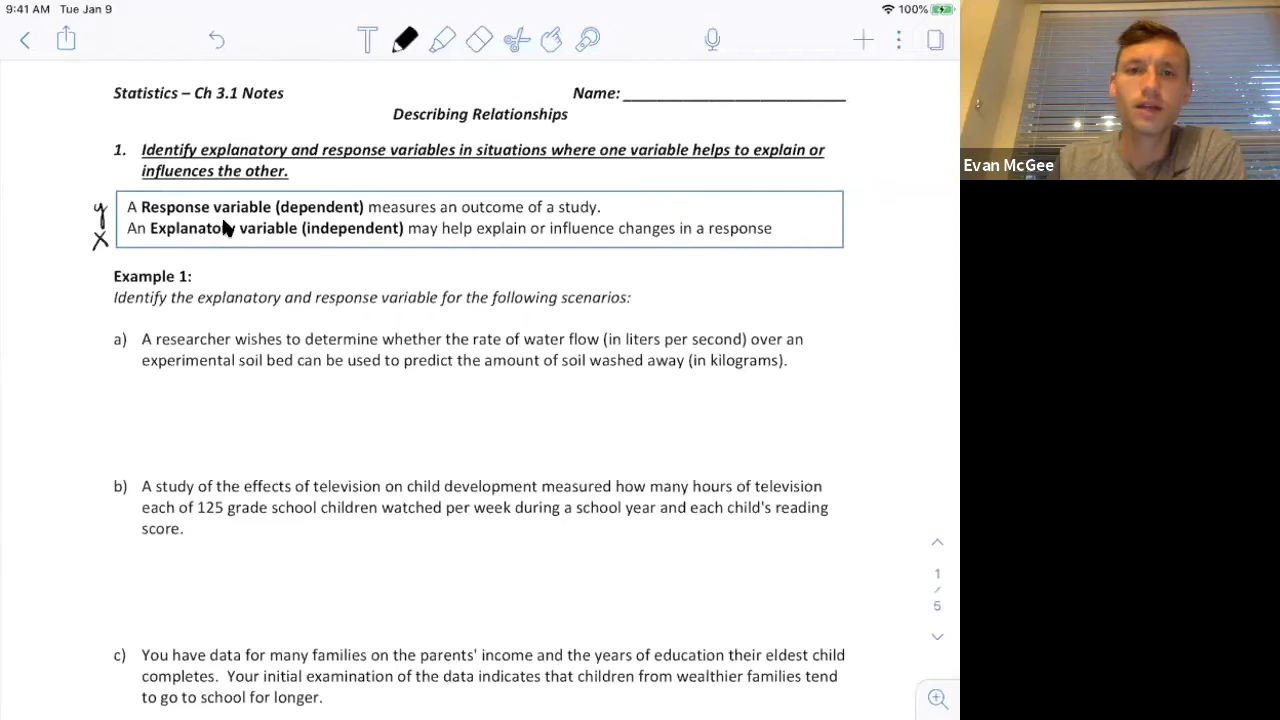 9:41 AM Tue Jan 9
100%
Statistics – Ch 3.1 Notes Name: ___________________________
Describing Relationships
1. Identify explanatory and response variables in situations where one variable helps to explain or
influences the other.
y
A Response variable (dependent) measures an outcome of a study.
x
An Explanatory variable (independent) may help explain or influence changes in a response
Example 1:
Identify the explanatory and response variable for the following scenarios:
a) A researcher wishes to determine whether the rate of water flow (in liters per second) over an
experimental soil bed can be used to predict the amount of soil washed away (in kilograms).
b) A study of the effects of television on child development measured how many hours of television
each of 125 grade school children watched per week during a school year and each child's reading
score.
c) You have data for many families on the parents' income and the years of education their eldest child
completes. Your initial examination of the data indicates that children from wealthier families tend
to go to school for longer.
1
/
5
Evan McGee